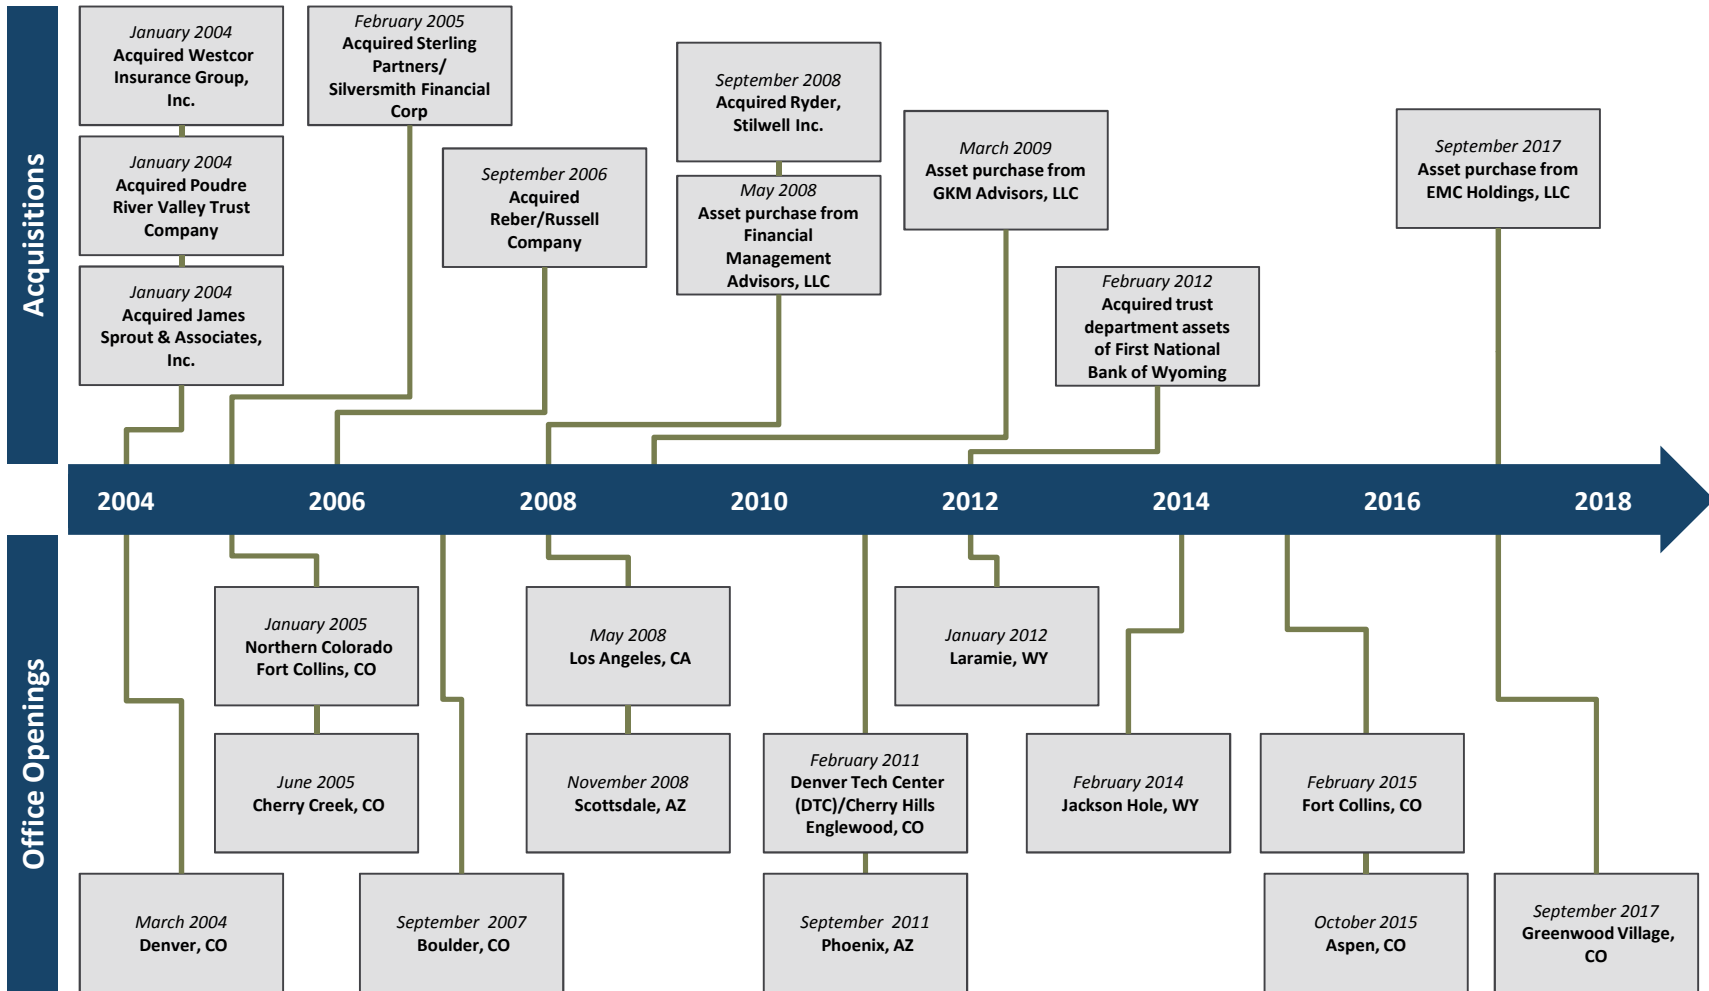 Acquisitions
January 2004
Acquired Westcor
Insurance Group,
Inc.
January 2004
Acquired Poudre
River Valley Trust
Company
January 2004
Acquired James
Sprout & Associates,
Inc.
February 2005
Acquired Sterling
Partners/
Silversmith Financial
Corp
September 2006
Acquired
Reber/Russell
Company
September 2008
Acquired Ryder,
Stilwell Inc.
May 2008
Asset purchase from
Financial
Management
Advisors, LLC
March 2009
Asset purchase from
GKM Advisors, LLC
February 2012
Acquired trust
department assets
of First National
Bank of Wyoming
September 2017
Asset purchase from
EMC Holdings, LLC
2004 2006 2008 2010 2012 2014 2016 2018
Office Openings
March 2004
Denver, CO
January 2005
Northern Colorado
Fort Collins, CO
June 2005
Cherry Creek, CO
September 2007
Boulder, CO
May 2008
Los Angeles, CA
November 2008
Scottsdale, AZ
February 2011
Denver Tech Center
(DTC)/Cherry Hills
Englewood, CO
September 2011
Phoenix, AZ
January 2012
Laramie, WY
February 2014
Jackson Hole, WY
February 2015
Fort Collins, CO
October 2015
Aspen, CO
September 2017
Greenwood Village,
CO